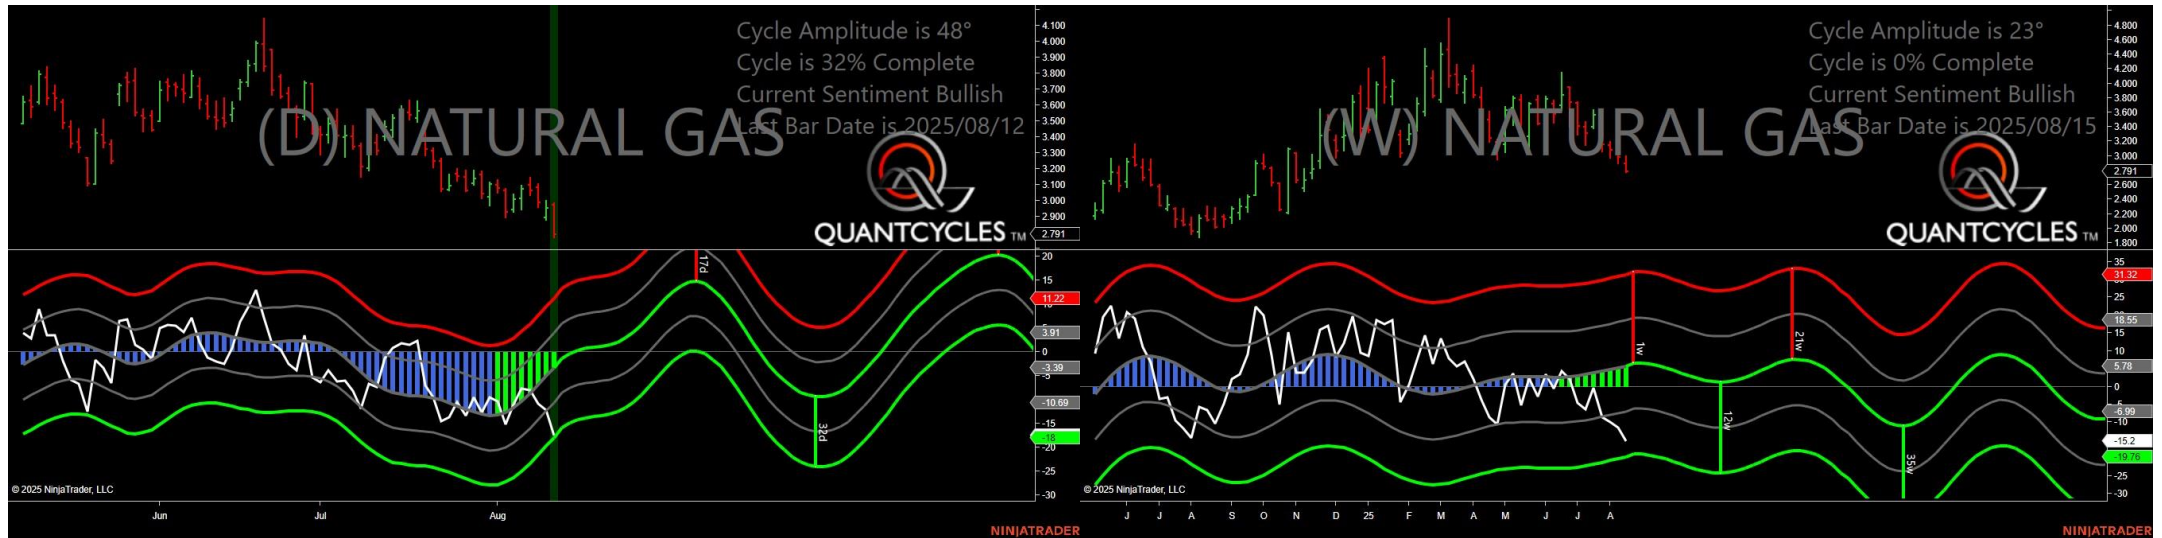 Cycle Amplitude is 48°
Cycle is 32% Complete
Current Sentiment Bullish
Last Bar Date is 2025/08/12
(D) NATURAL GAS
QUANTCYCLES TM
4.100
4.000
3.900
3.800
3.700
3.600
3.500
3.400
3.300
3.200
3.100
3.000
2.900
2.791
17d
32d
20
15
11.22
3.91
0
-3.39
-5
-10.69
-15
-18
-20
-25
-30
© 2025 NinjaTrader, LLC
Jun
Jul
Aug
NINJATRADER
Cycle Amplitude is 23°
Cycle is 0% Complete
Current Sentiment Bullish
Last Bar Date is 2025/08/15
(W) NATURAL GAS
QUANTCYCLES TM
4.800
4.600
4.400
4.200
4.000
3.800
3.600
3.400
3.200
3.000
2.791
2.600
2.400
2.200
2.000
1.800
1w
21w
12w
35w
35
31.32
25
18.55
15
10
5.78
0
-6.99
-10
-15.2
-19.76
-25
-30
© 2025 NinjaTrader, LLC
J
J
A
S
O
N
D
25
F
M
A
M
J
J
A
NINJATRADER